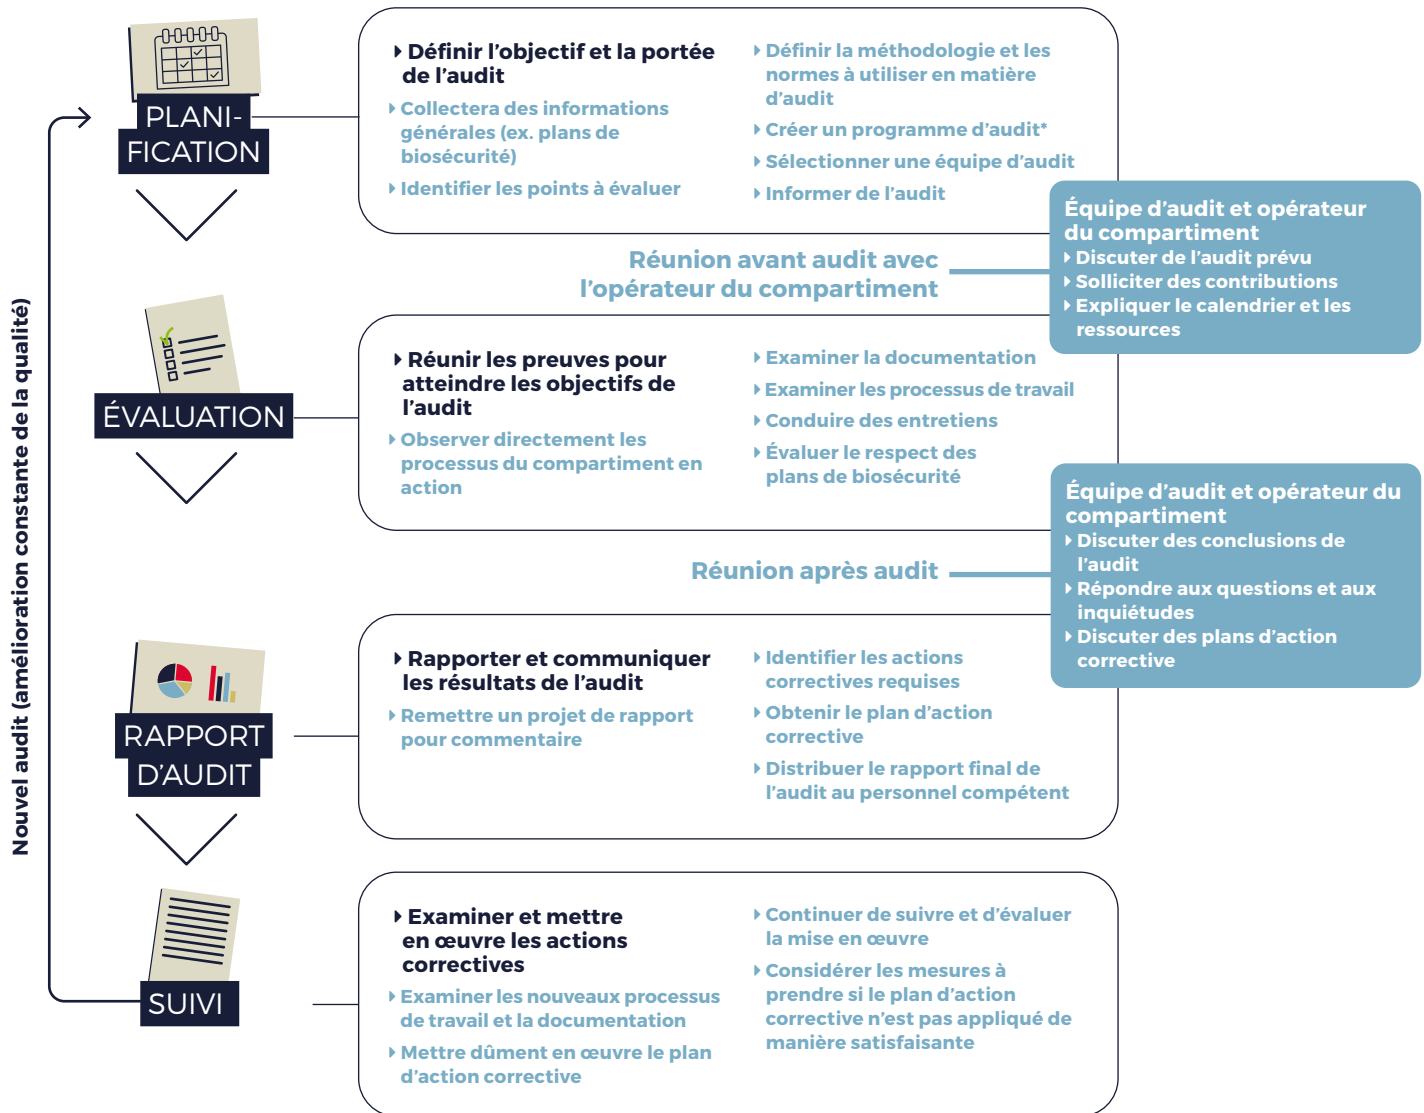 Nouvel audit (amélioration constante de la qualité)
PLANI-
FICATION
Définir l'objectif et la portée
de l'audit
Collectera des informations
générales (ex. plans de
biosécurité)
Identifier les points à évaluer
Définir la méthodologie et les
normes à utiliser en matière
d'audit
Créer un programme d'audit*
Sélectionner une équipe d'audit
Informer de l'audit
Réunion avant audit avec
l'opérateur du compartiment
Équipe d'audit et opérateur
du compartiment
Discuter de l'audit prévu
Solliciter des contributions
Expliquer le calendrier et les
ressources
ÉVALUATION
Réunir les preuves pour
atteindre les objectifs de
l'audit
Observer directement les
processus du compartiment en
action
Examiner la documentation
Examiner les processus de travail
Conduire des entretiens
Évaluer le respect des
plans de biosécurité
Réunion après audit
Équipe d'audit et opérateur du
compartiment
Discuter des conclusions de
l'audit
Répondre aux questions et aux
inquiétudes
Discuter des plans d'action
corrective
RAPPORT
D'AUDIT
Rapporter et communiquer
les résultats de l'audit
Remettre un projet de rapport
pour commentaire
Identifier les actions
correctives requises
Obtenir le plan d'action
corrective
Distribuer le rapport final de
l'audit au personnel compétent
SUIVI
Examiner et mettre
en œuvre les actions
correctives
Examiner les nouveaux processus
de travail et la documentation
Mettre dûment en œuvre le plan
d'action corrective
Continuer de suivre et d'évaluer
la mise en œuvre
Considérer les mesures à
prendre si le plan d'action
corrective n'est pas appliqué de
manière satisfaisante